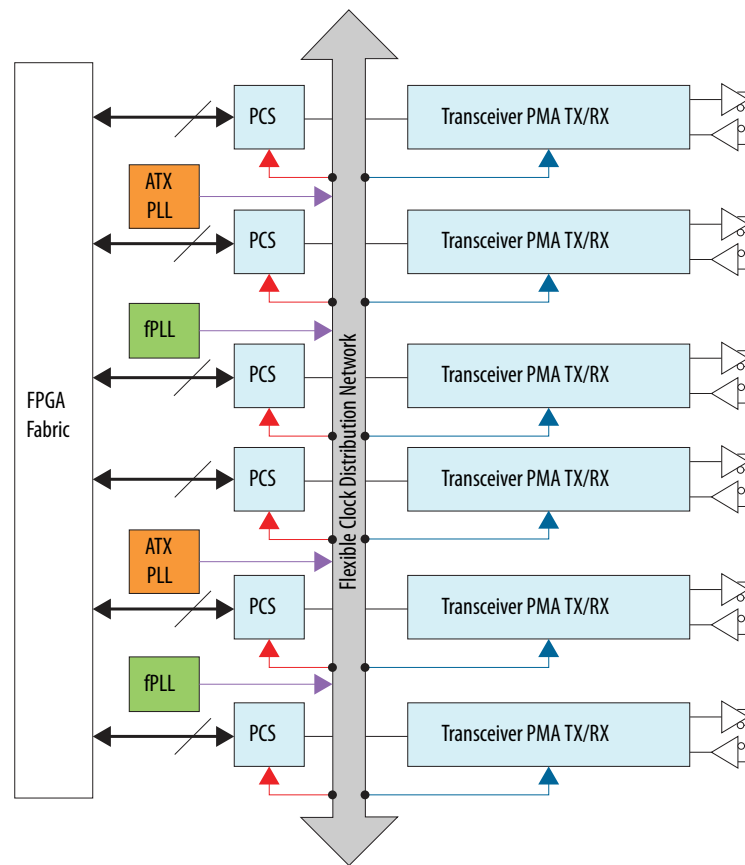 PCS
Transceiver PMA TX/RX
ATX
PLL
PCS
Transceiver PMA TX/RX
fPLL
PCS
Transceiver PMA TX/RX
FPGA
Fabric
Flexible Clock Distribution Network
PCS
Transceiver PMA TX/RX
ATX
PLL
PCS
Transceiver PMA TX/RX
fPLL
PCS
Transceiver PMA TX/RX